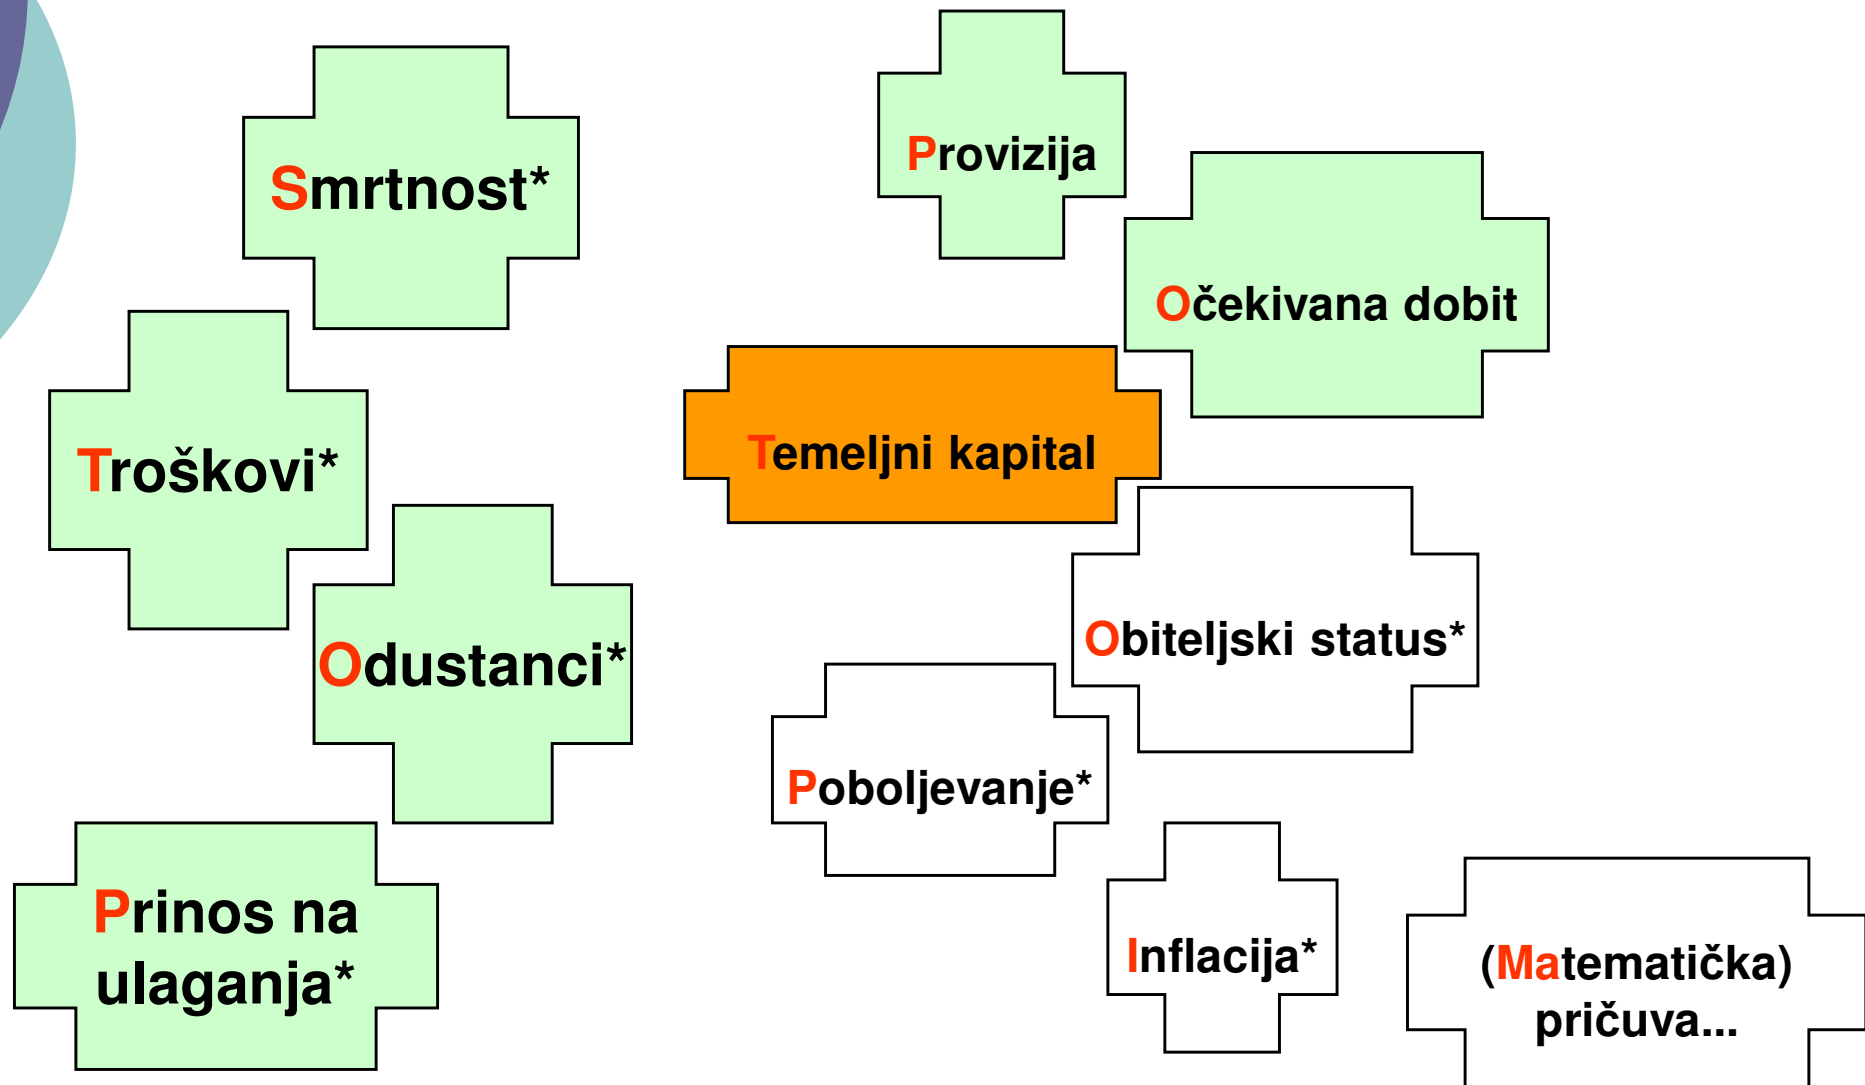 Smrtnost*
Troškovi*
Odustanci*
Prinos na
ulaganja*
Provizija
Očekivana dobit
Temeljni kapital
Obiteljski status*
Poboljevanje*
Inflacija*
(Matematička)
pričuva...